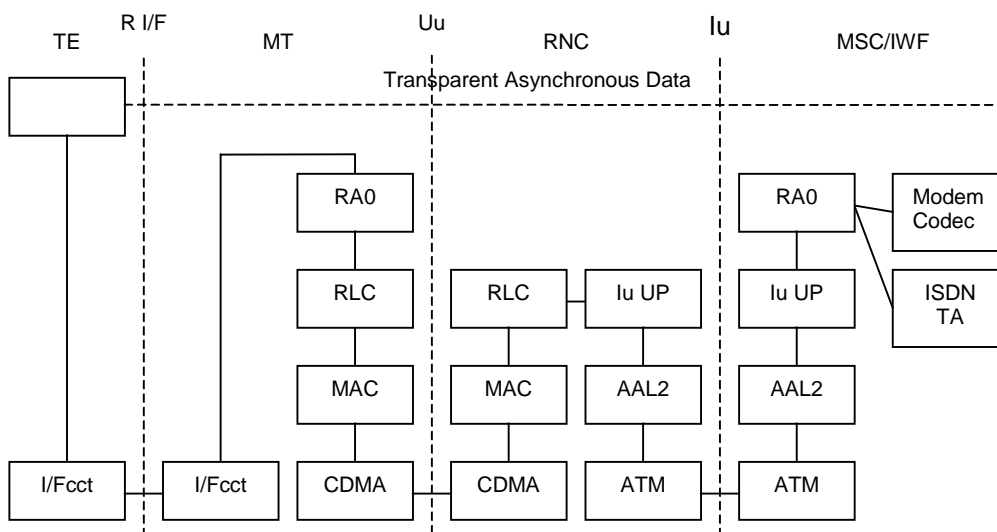 R I/F
Uu
Iu
TE
MT
RNC
MSC/IWF
Transparent Asynchronous Data
RA0
RA0
Modem
Codec
RLC
RLC
Iu UP
Iu UP
ISDN
TA
MAC
MAC
AAL2
AAL2
I/Fcct
I/Fcct
CDMA
CDMA
ATM
ATM